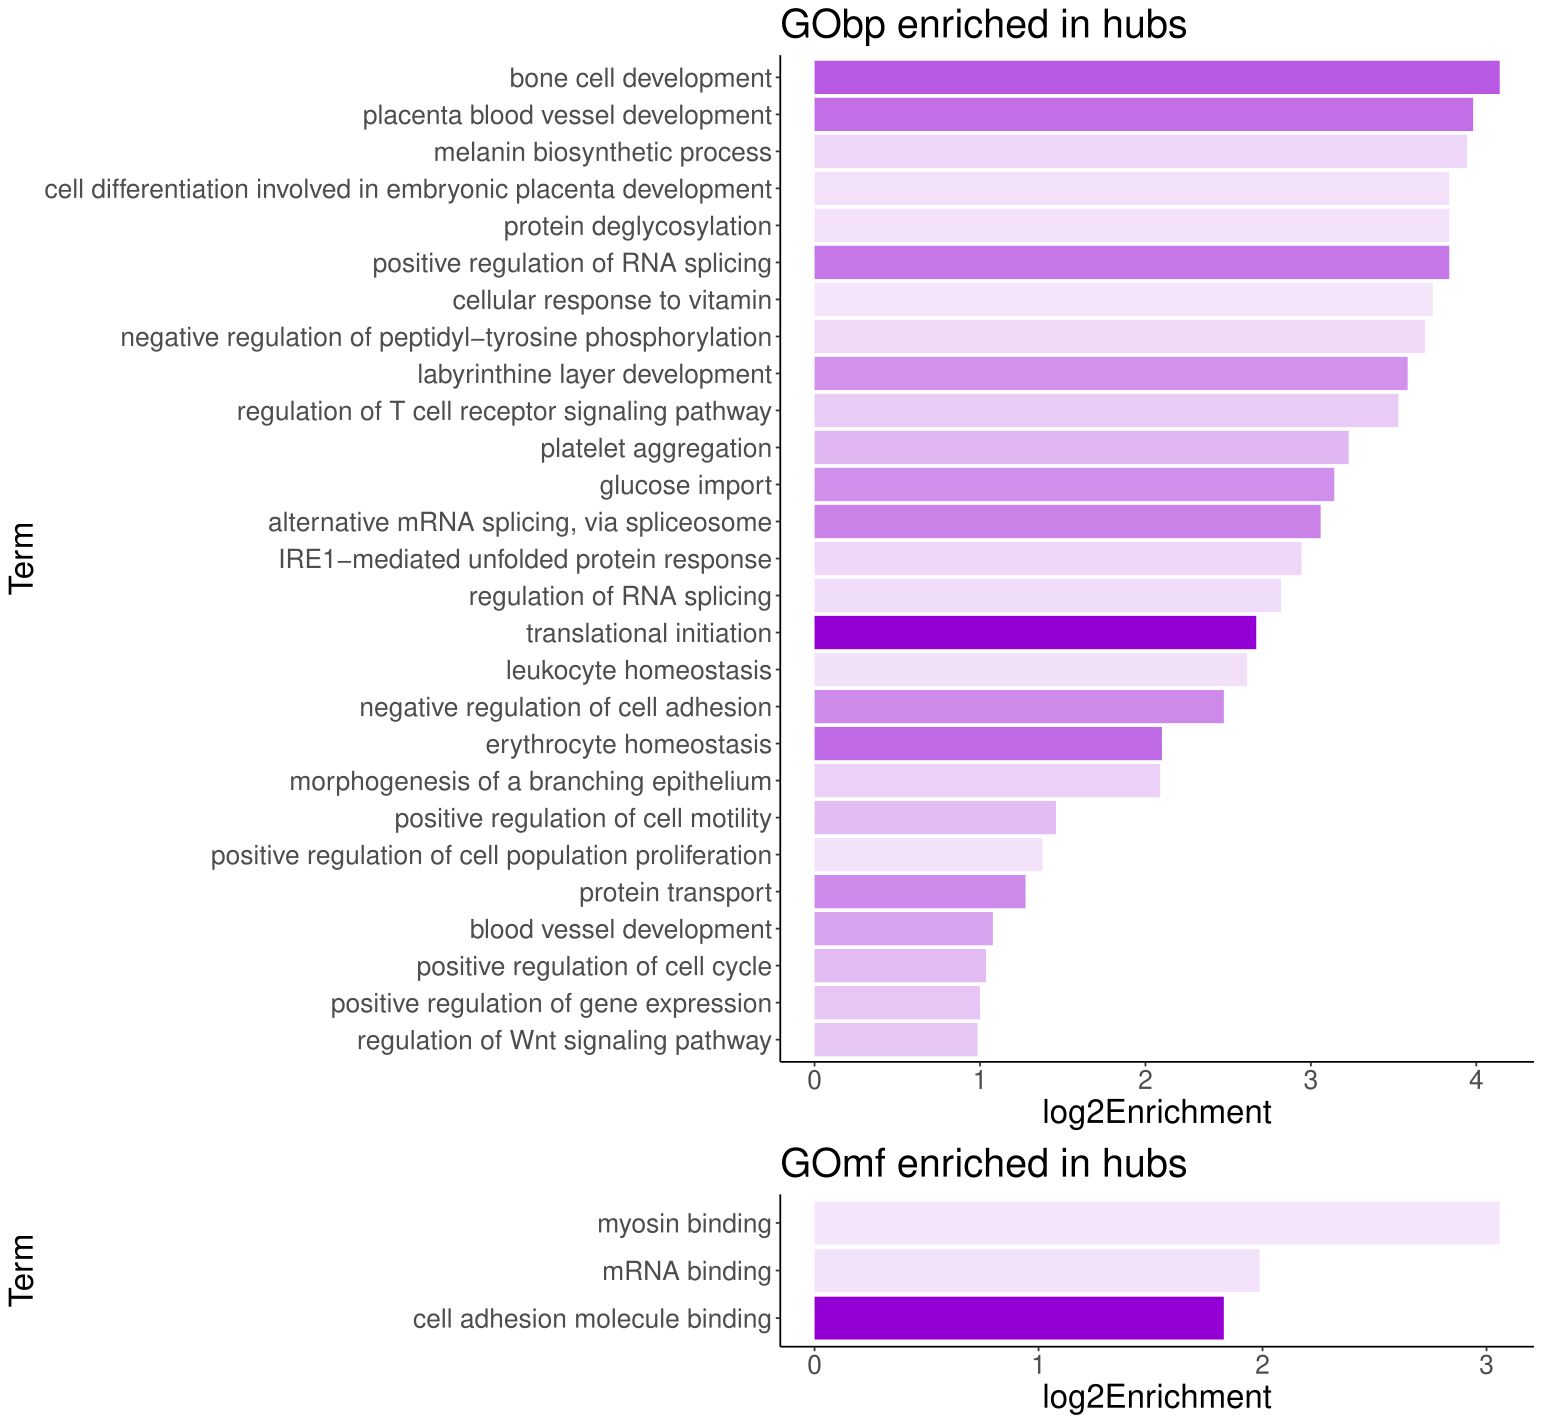 GObp enriched in hubs
Term
bone cell development
placenta blood vessel development
melanin biosynthetic process
cell differentiation involved in embryonic placenta development
protein deglycosylation
positive regulation of RNA splicing
cellular response to vitamin
negative regulation of peptidyl−tyrosine phosphorylation
labyrinthine layer development
regulation of T cell receptor signaling pathway
platelet aggregation
glucose import
alternative mRNA splicing, via spliceosome
IRE1−mediated unfolded protein response
regulation of RNA splicing
translational initiation
leukocyte homeostasis
negative regulation of cell adhesion
erythrocyte homeostasis
morphogenesis of a branching epithelium
positive regulation of cell motility
positive regulation of cell population proliferation
protein transport
blood vessel development
positive regulation of cell cycle
positive regulation of gene expression
regulation of Wnt signaling pathway
0 1 2 3 4
log2Enrichment
GOmf enriched in hubs
Term
myosin binding
mRNA binding
cell adhesion molecule binding
0 1 2 3
log2Enrichment